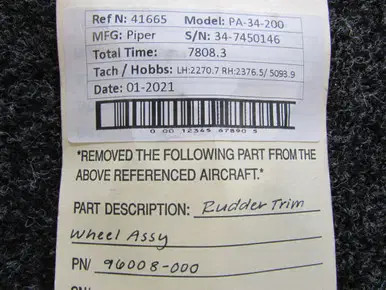 Ref N: 41665 Model: PA-34-200
MFG: Piper S/N: 34-7450146
Total Time: 7808.3
Tach / Hobbs: LH:2270.7 RH:2376.5/ 5093.9
Date: 01-2021
0 00 12345 67890 5
*REMOVED THE FOLLOWING PART FROM THE
ABOVE REFERENCED AIRCRAFT.*
PART DESCRIPTION: Rudder Trim
Wheel Assy
PN/ 96008-000